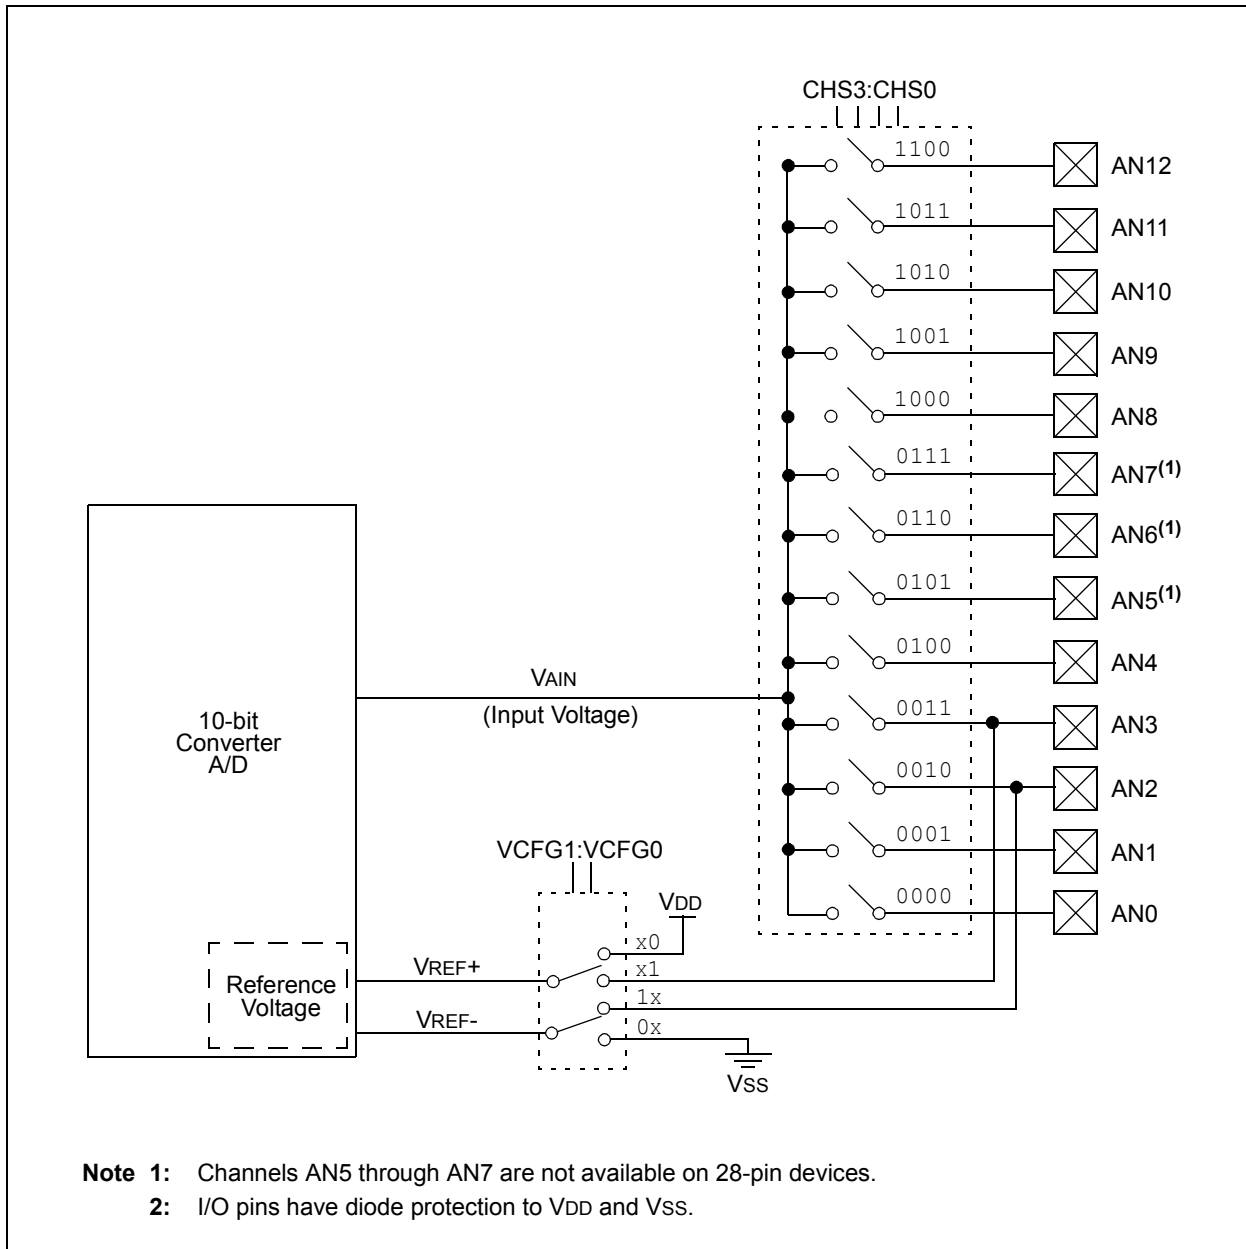 CHS3:CHS0
1100 AN12
1011 AN11
1010 AN10
1001 AN9
1000 AN8
0111 AN7(1)
0110 AN6(1)
0101 AN5(1)
0100 AN4
VAIN
(Input Voltage)
0011 AN3
10-bit
Converter
A/D
0010 AN2
0001 AN1
VCFG1:VCFG0
0000 AN0
VDD
x0
VREF+
x1
Reference
Voltage
1x
VREF-
0x
VSS
Note 1: Channels AN5 through AN7 are not available on 28-pin devices.
2: I/O pins have diode protection to VDD and VSS.